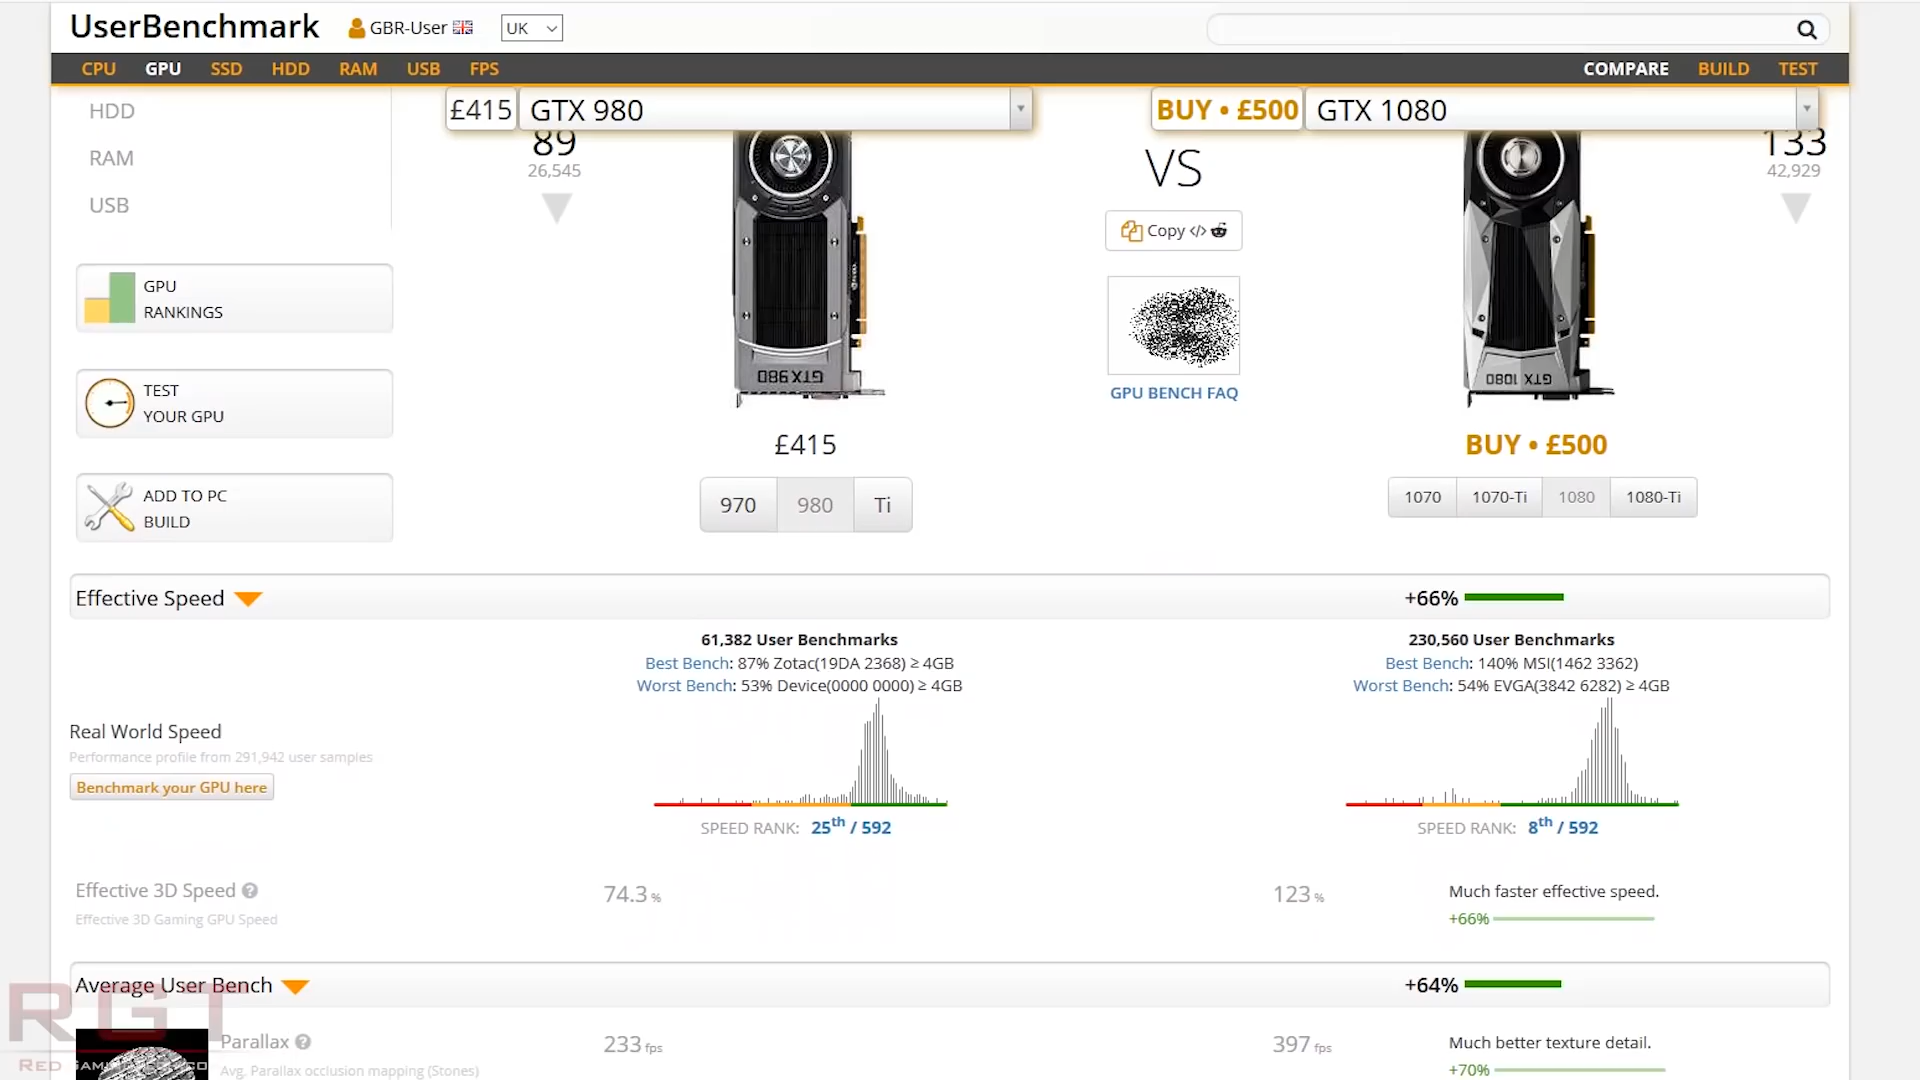 UserBenchmark
GBR-User
UK
CPU GPU SSD HDD RAM USB FPS
COMPARE BUILD TEST
HDD
RAM
USB
£415 GTX 980
BUY • £500 GTX 1080
89
26,545
VS
133
42,929
Copy </>
GPU BENCH FAQ
GTX 980
GTX 1080
GPU
RANKINGS
TEST
YOUR GPU
ADD TO PC
BUILD
£415
BUY • £500
970 980 Ti
1070 1070-Ti 1080 1080-Ti
Effective Speed
+66%
61,382 User Benchmarks
Best Bench: 87% Zotac(19DA 2368) ≥ 4GB
Worst Bench: 53% Device(0000 0000) ≥ 4GB
230,560 User Benchmarks
Best Bench: 140% MSI(1462 3362)
Worst Bench: 54% EVGA(3842 6282) ≥ 4GB
Real World Speed
Performance profile from 291,942 user samples
Benchmark your GPU here
SPEED RANK: 25th / 592
SPEED RANK: 8th / 592
Effective 3D Speed
Effective 3D Gaming GPU Speed
74.3 %
123 %
Much faster effective speed.
+66%
Average User Bench
+64%
RGT
RED
Parallax
Avg. Parallax occlusion mapping (Stones)
233 fps
397 fps
Much better texture detail.
+70%